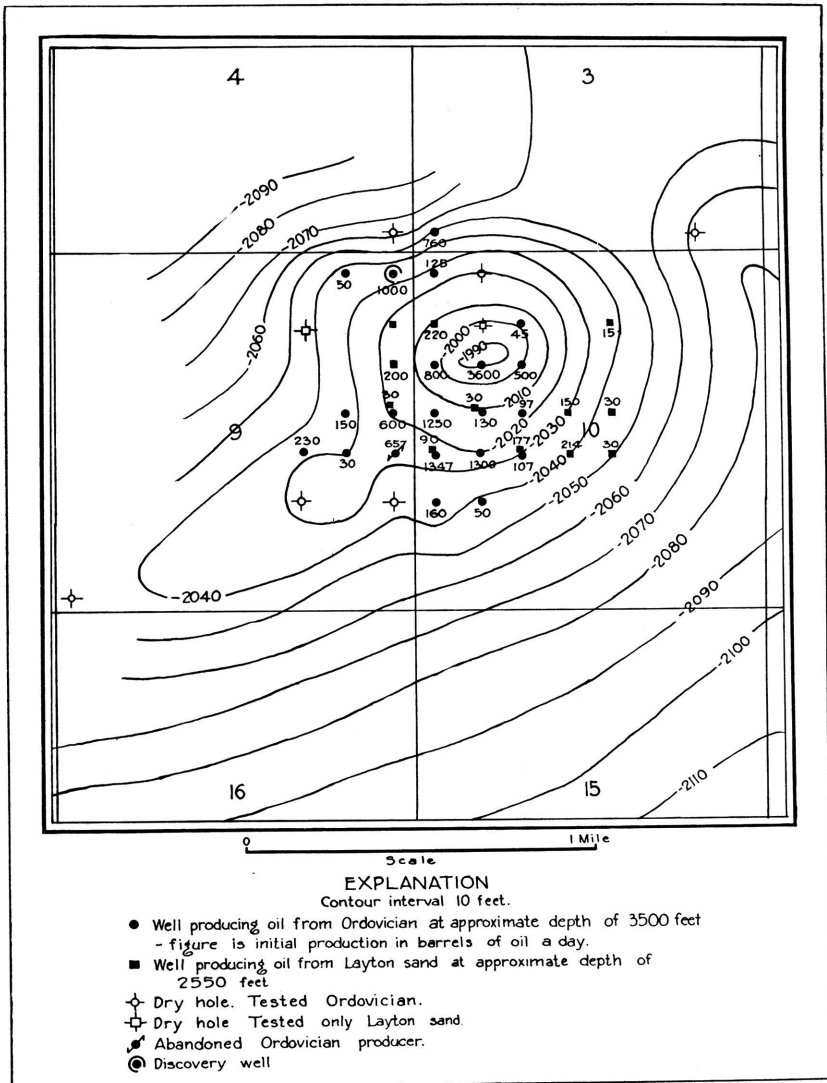 4 3
-2090
-2080
-2070
760
125
50 1000
-2060
220 -2000 45 15
-1990
200 800 3600 500
-2010
30 30 97 150 30
150 600 1250 130
-2020
-2030
9 10
230 30 657 90 1347 1300 177 107 214 30
-2040
-2050
160 50
-2060
-2070
-2080
-2040
-2090
-2100
-2110
16 15
0 1 Mile
Scale
EXPLANATION
Contour interval 10 feet.
Well producing oil from Ordovician at approximate depth of 3500 feet
- figure is initial production in barrels of oil a day.
Well producing oil from Layton sand at approximate depth of
2550 feet
Dry hole. Tested Ordovician.
Dry hole Tested only Layton sand.
Abandoned Ordovician producer.
Discovery well